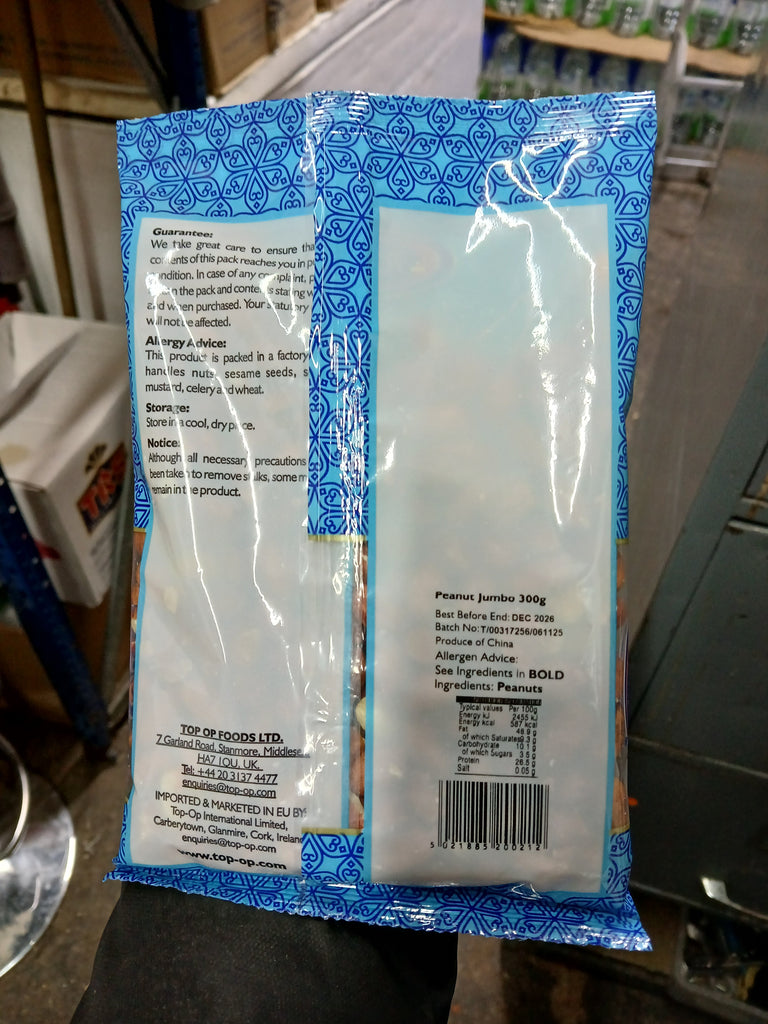 Guarantee:
We take great care to ensure tha
contents of this pack reaches you in p
condition. In case of any complaint, p
the pack and contents stating w
and when purchased. Your statutory
will not be affected.
Allergy Advice:
This product is packed in a factory
handles nuts, sesame seeds, s
mustard, celery and wheat.
Storage:
Store in a cool, dry place.
Notice:
Although all necessary precautions
been taken to remove stalks, some m
remain in the product.
TOP OP FOODS LTD.
7 Garland Road, Stanmore, Middlesex
HA7 1QU, UK.
Tel: +44 20 3137 4477
enquiries@top-op.com
IMPORTED & MARKETED IN EU BY:
Top-Op International Limited,
Carberytown, Glanmire, Cork, Ireland
enquiries@top-op.com
www.top-op.com
Peanut Jumbo 300g
Best Before End: DEC 2026
Batch No: T/00317256/061125
Produce of China
Allergen Advice:
See Ingredients in BOLD
Ingredients: Peanuts
Typical values Per 100g
Energy kJ 2455 kJ
Energy kcal 587 kcal
Fat 48.9 g
of which Saturates 9.3 g
Carbohydrate 10.1 g
of which Sugars 3.5 g
Protein 26.5 g
Salt 0.05 g
5 021885 200212
TRS